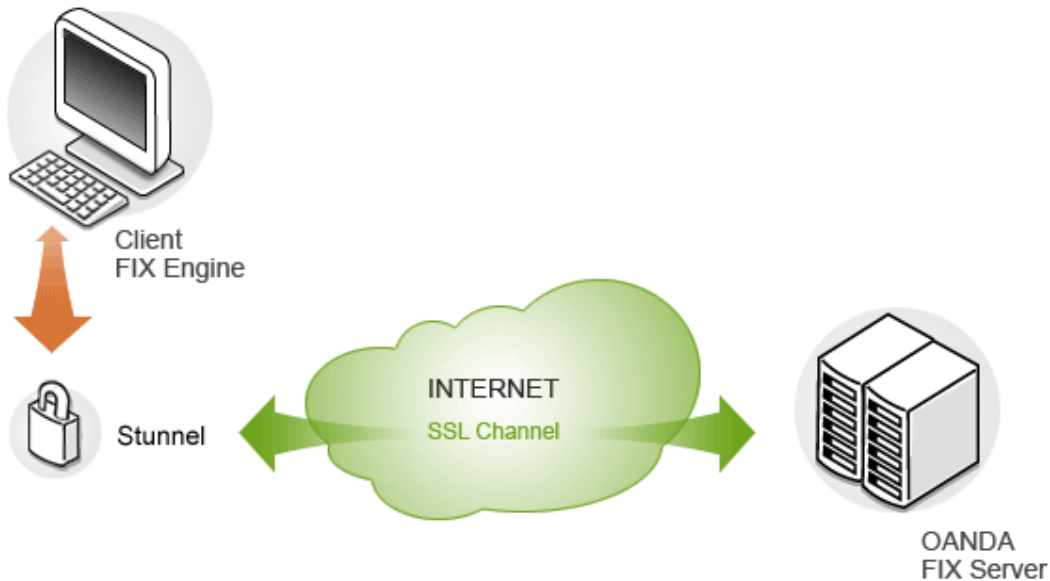 Client
FIX Engine
Stunnel
INTERNET
SSL Channel
OANDA
FIX Server